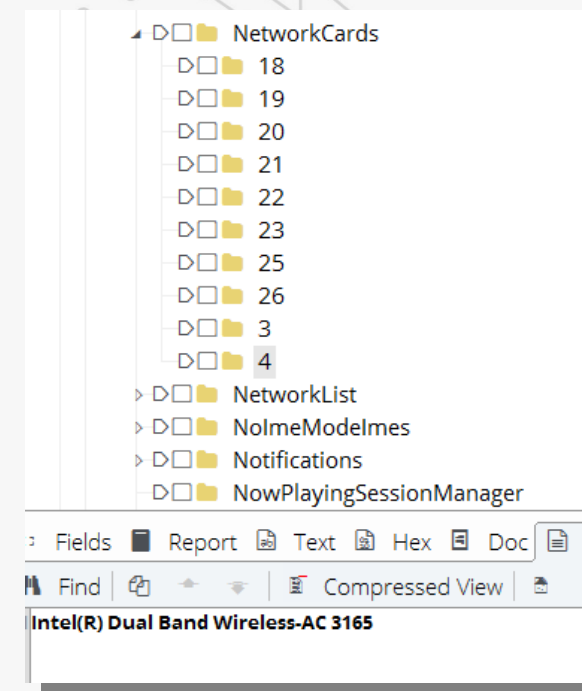 NetworkCards
18
19
20
21
22
23
25
26
3
4
NetworkList
NoImeModeImes
Notifications
NowPlayingSessionManager
Fields Report Text Hex Doc
Find Compressed View
Intel(R) Dual Band Wireless-AC 3165